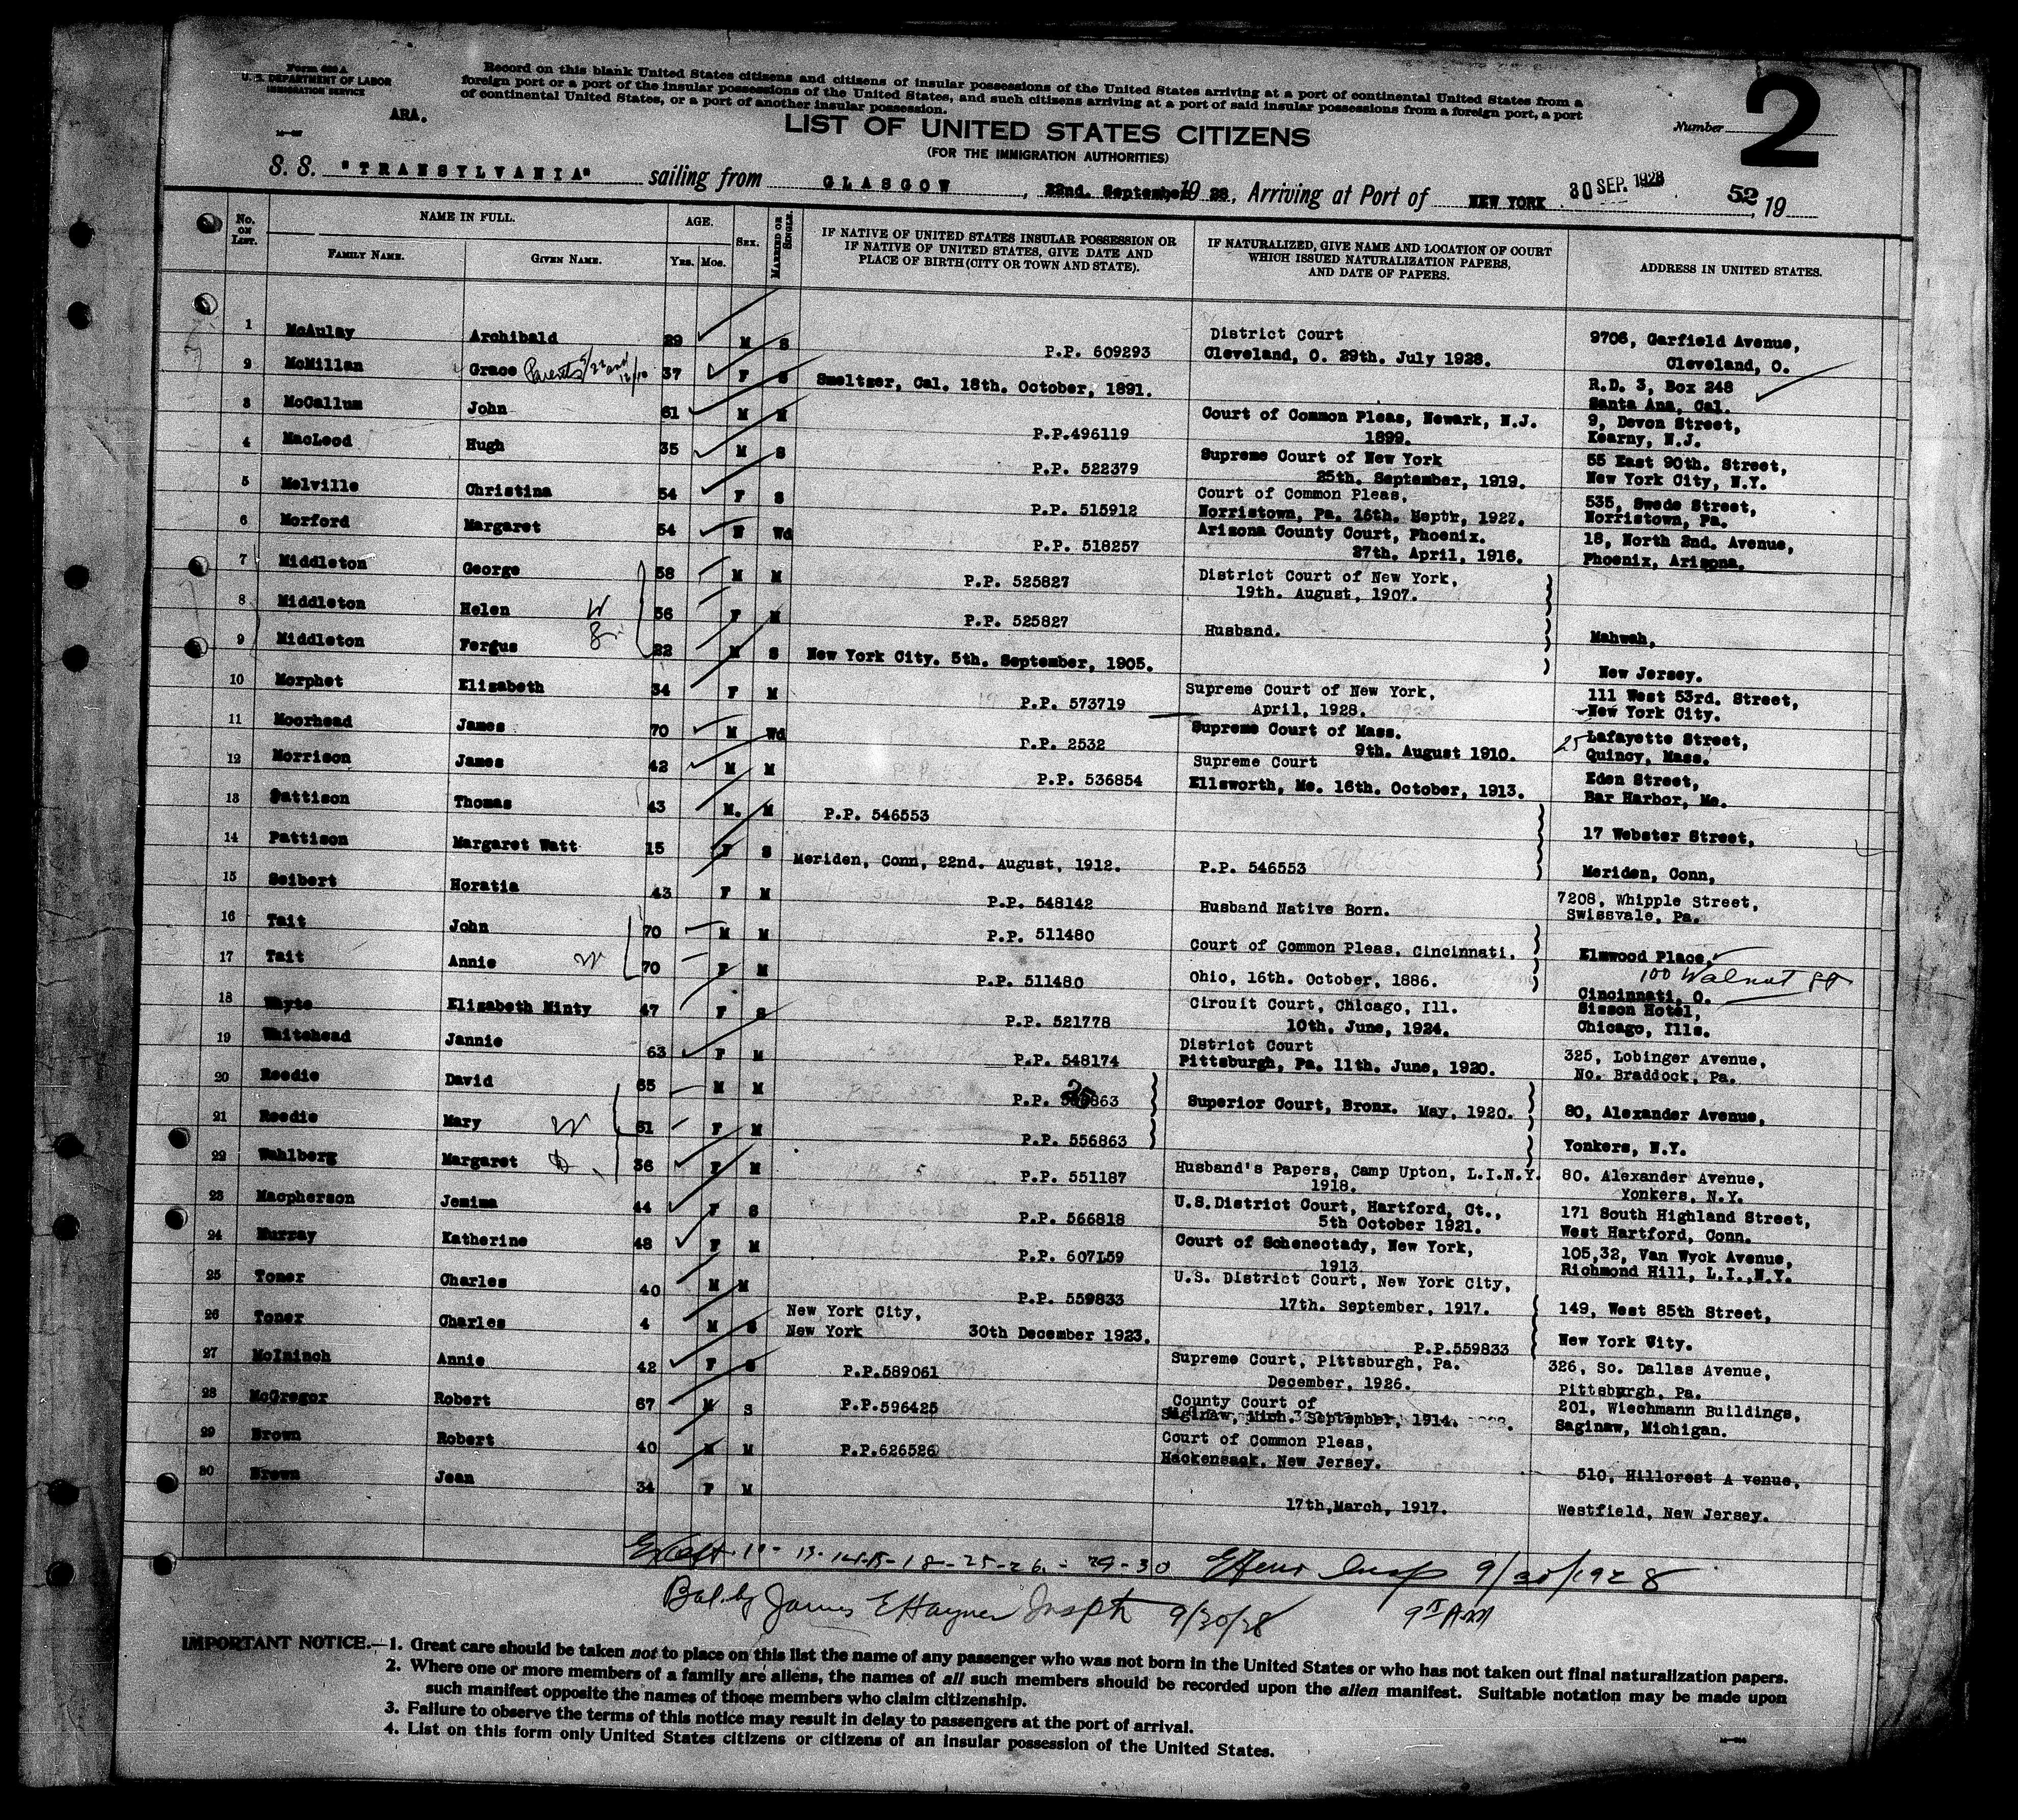 Form 630 A
U. S. DEPARTMENT OF LABOR
IMMIGRATION SERVICE
ARA.
Record on this blank United States citizens and citizens of insular possessions of the United States arriving at a port of continental United States from a
foreign port or a port of the insular possessions of the United States, and such citizens arriving at a port of said insular possessions from a foreign port, a port
of continental United States, or a port of another insular possession.
LIST OF UNITED STATES CITIZENS
(FOR THE IMMIGRATION AUTHORITIES)
Number 2
S. S. "TRANSYLVANIA" sailing from GLASGOW, 22nd. September, 19 28, Arriving at Port of NEW YORK 30 SEP. 1928 52, 19
No. ON LIST. NAME IN FULL. AGE. SEX. MARRIED OR SINGLE. IF NATIVE OF UNITED STATES INSULAR POSSESSION OR IF NATIVE OF UNITED STATES, GIVE DATE AND PLACE OF BIRTH (CITY OR TOWN AND STATE). IF NATURALIZED, GIVE NAME AND LOCATION OF COURT WHICH ISSUED NATURALIZATION PAPERS, AND DATE OF PAPERS. ADDRESS IN UNITED STATES.
FAMILY NAME. GIVEN NAME. YRS. MOS.
1 McAulay Archibald 29 M S P.P. 609293 District Court Cleveland, O. 29th. July 1928. 9706, Garfield Avenue, Cleveland, O.
2 McMillan Grace Parents 37 F S Smeltzer, Cal. 18th. October, 1891. R.D. 3, Box 248 Santa Ana, Cal.
3 McCallum John 61 M M P.P.496119 Court of Common Pleas, Newark, N.J. 1899. 9, Devon Street, Kearny, N.J.
4 MacLeod Hugh 35 M S P.P. 522379 Supreme Court of New York 25th. September, 1919. 55 East 90th. Street, New York City, N.Y.
5 Melville Christina 54 F S P.P. 515912 Court of Common Pleas, Norristown, Pa. 16th. Septr, 1927. 535, Swede Street, Norristown, Pa.
6 Morford Margaret 54 Wd P.P. 518257 Arizona County Court, Phoenix. 27th. April, 1916. 18, North 2nd. Avenue, Phoenix, Arizona.
7 Middleton George 58 M M P.P. 525827 District Court of New York, 19th. August, 1907.
8 Middleton Helen W 56 F M P.P. 525827 Husband. Mahwah,
9 Middleton Fergus S 22 M S New York City. 5th. September, 1905. New Jersey.
10 Morphet Elizabeth 34 F M P.P. 573719 Supreme Court of New York, April, 1928. 111 West 53rd. Street, New York City.
11 Moorhead James 70 M Wd P.P. 2532 Supreme Court of Mass. 9th. August 1910. 25 Lafayette Street, Quincy, Mass.
12 Morrison James 42 M M P.P. 536854 Supreme Court Ellsworth, Me. 16th. October, 1913. Eden Street, Bar Harbor, Me.
13 Pattison Thomas 43 M. M P.P. 546553 17 Webster Street,
14 Pattison Margaret Watt 15 F S Meriden, Conn, 22nd. August, 1912. P.P. 546553 Meriden, Conn,
15 Seibert Horatia 43 F M P.P. 548142 Husband Native Born. 7208, Whipple Street, Swissvale, Pa.
16 Tait John 70 M M P.P. 511480 Court of Common Pleas, Cincinnati. Elmwood Place,
100 Walnut St
17 Tait Annie W 70 F M P.P. 511480 Ohio, 16th. October, 1886. Cincinnati, O.
18 Whyte Elizabeth Minty 47 F S P.P. 521778 Circuit Court, Chicago, Ill. 10th. June, 1924. Sisson Hotel, Chicago, Ills.
19 Whitehead Jannie 63 F M P.P. 548174 District Court Pittsburgh, Pa. 11th. June, 1920. 325, Lobinger Avenue, No. Braddock, Pa.
20 Reedie David 65 M M P.P. 556863 Superior Court, Bronx. May, 1920. 80, Alexander Avenue,
21 Reedie Mary W 61 F M P.P. 556863 Yonkers, N.Y.
22 Wahlberg Margaret D 36 F M P.P. 551187 Husband's Papers, Camp Upton, L.I.N.Y. 1918. 80. Alexander Avenue, Yonkers, N.Y.
23 Macpherson Jemima 44 F S P.P. 566818 U.S.District Court, Hartford, Ct., 5th October 1921. 171 South Highland Street, West Hartford, Conn.
24 Murray Katherine 48 F M P.P. 607159 Court of Schenectady, New York, 1913. 105,32, Van Wyck Avenue, Richmond Hill, L.I.,N.Y.
25 Toner Charles 40 M M P.P. 559833 U.S. District Court, New York City, 17th. September, 1917. 149, West 85th Street,
26 Toner Charles 4 M S New York City, New York 30th December 1923. P.P.559833 New York City.
27 McIninch Annie 42 F S P.P.589061 Supreme Court, Pittsburgh, Pa. December, 1926. 326, So. Dallas Avenue, Pittsburgh, Pa.
28 McGregor Robert 67 M S P.P.596425 County Court of Saginaw, Mich. September, 1914. 201, Wiechmann Buildings, Saginaw, Michigan.
29 Brown Robert 40 M M P.P.626526 Court of Common Pleas, Hackensack, New Jersey. 510, Hillcrest A venue,
30 Brown Jean 34 F M 17th,March, 1917. Westfield, New Jersey.
Except 10 - 13-14-15-18-25-26-29-30 Insp 9/30/1928
Bal. by James E Hayner Inspt 9/30/28 9 AM
IMPORTANT NOTICE.—1. Great care should be taken not to place on this list the name of any passenger who was not born in the United States or who has not taken out final naturalization papers.
2. Where one or more members of a family are aliens, the names of all such members should be recorded upon the alien manifest. Suitable notation may be made upon
such manifest opposite the names of those members who claim citizenship.
3. Failure to observe the terms of this notice may result in delay to passengers at the port of arrival.
4. List on this form only United States citizens or citizens of an insular possession of the United States.